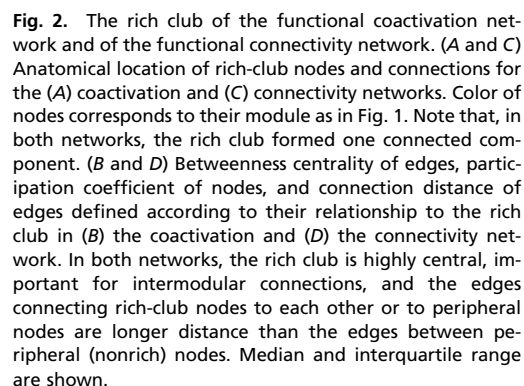 Fig. 2. The rich club of the functional coactivation net-
work and of the functional connectivity network. (A and C)
Anatomical location of rich-club nodes and connections for
the (A) coactivation and (C) connectivity networks. Color of
nodes corresponds to their module as in Fig. 1. Note that, in
both networks, the rich club formed one connected com-
ponent. (B and D) Betweenness centrality of edges, partic-
ipation coefficient of nodes, and connection distance of
edges defined according to their relationship to the rich
club in (B) the coactivation and (D) the connectivity net-
work. In both networks, the rich club is highly central, im-
portant for intermodular connections, and the edges
connecting rich-club nodes to each other or to peripheral
nodes are longer distance than the edges between pe-
ripheral (nonrich) nodes. Median and interquartile range
are shown.